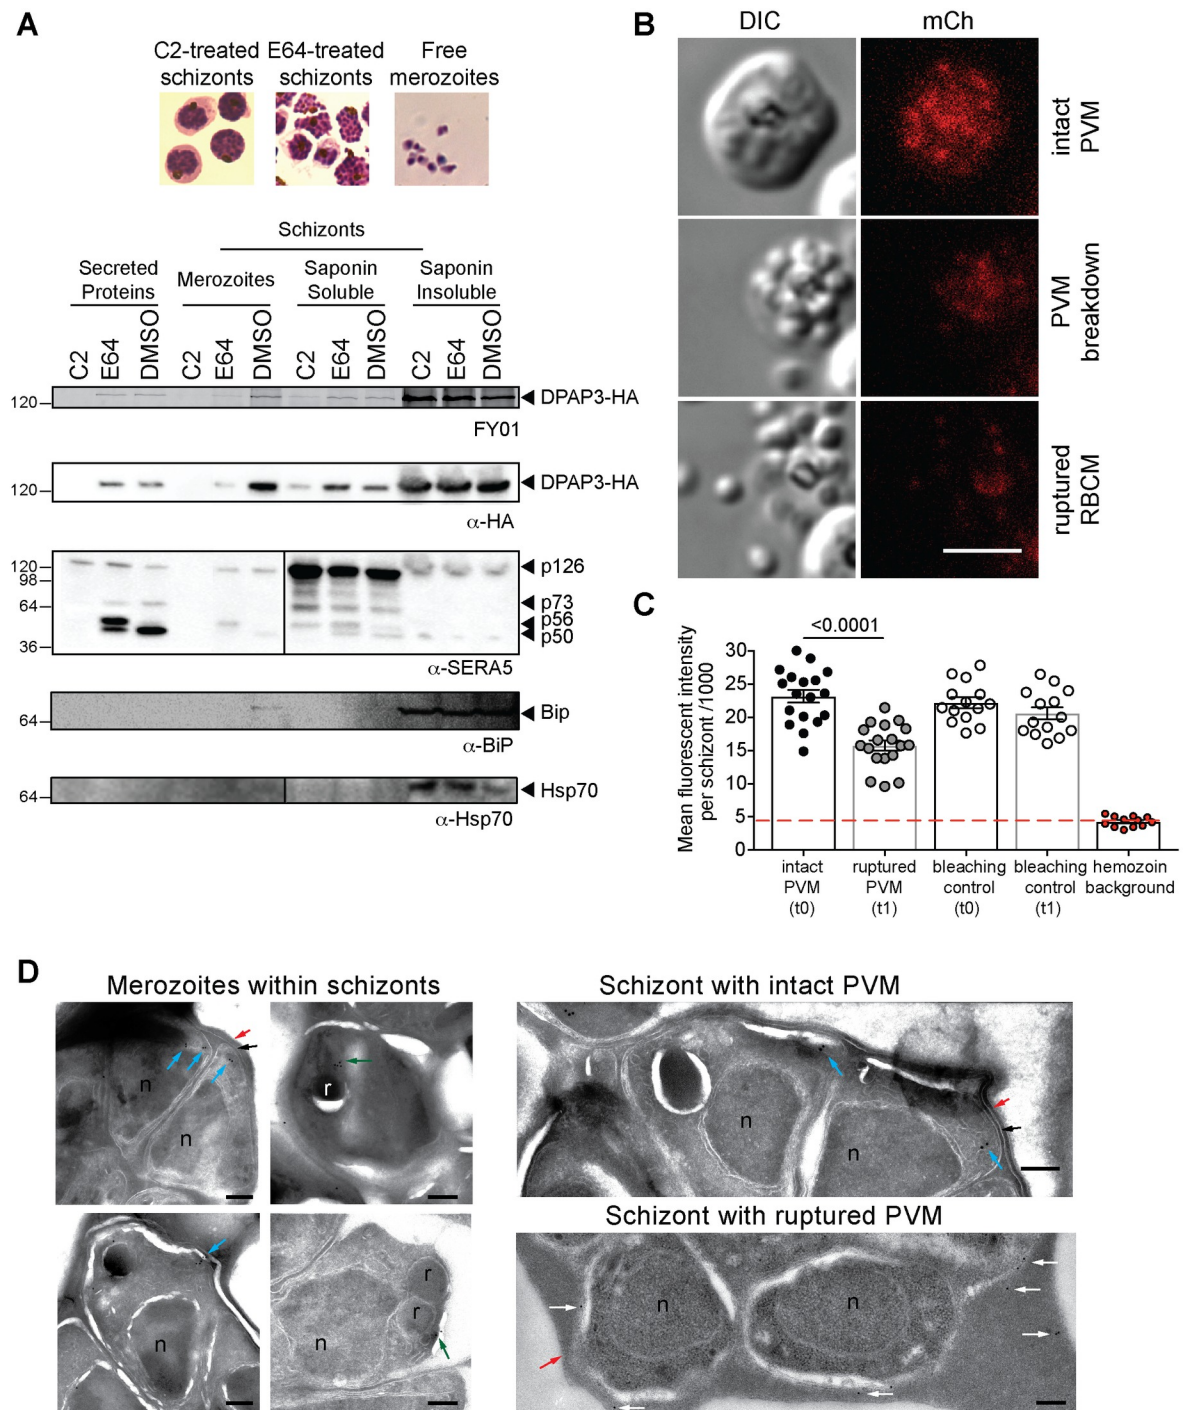 A
C2-treated
schizonts
E64-treated
schizonts
Free
merozoites
Schizonts
Secreted
Proteins
Merozoites
Saponin
Soluble
Saponin
Insoluble
C2
E64
DMSO
C2
E64
DMSO
C2
E64
DMSO
C2
E64
DMSO
120
DPAP3-HA
FY01
120
DPAP3-HA
α-HA
120
98
64
36
p126
p73
p56
p50
α-SERA5
64
Bip
α-BiP
64
Hsp70
α-Hsp70
B
DIC
mCh
intact
PVM
PVM
breakdown
ruptured
RBCM
C
<0.0001
Mean fluorescent intensity
per schizont /1000
30
25
20
15
10
5
0
intact
PVM
(t0)
ruptured
PVM
(t1)
bleaching
control
(t0)
bleaching
control
(t1)
hemozoin
background
D
Merozoites within schizonts
n
n
r
n
n
r
r
Schizont with intact PVM
n
n
Schizont with ruptured PVM
n
n